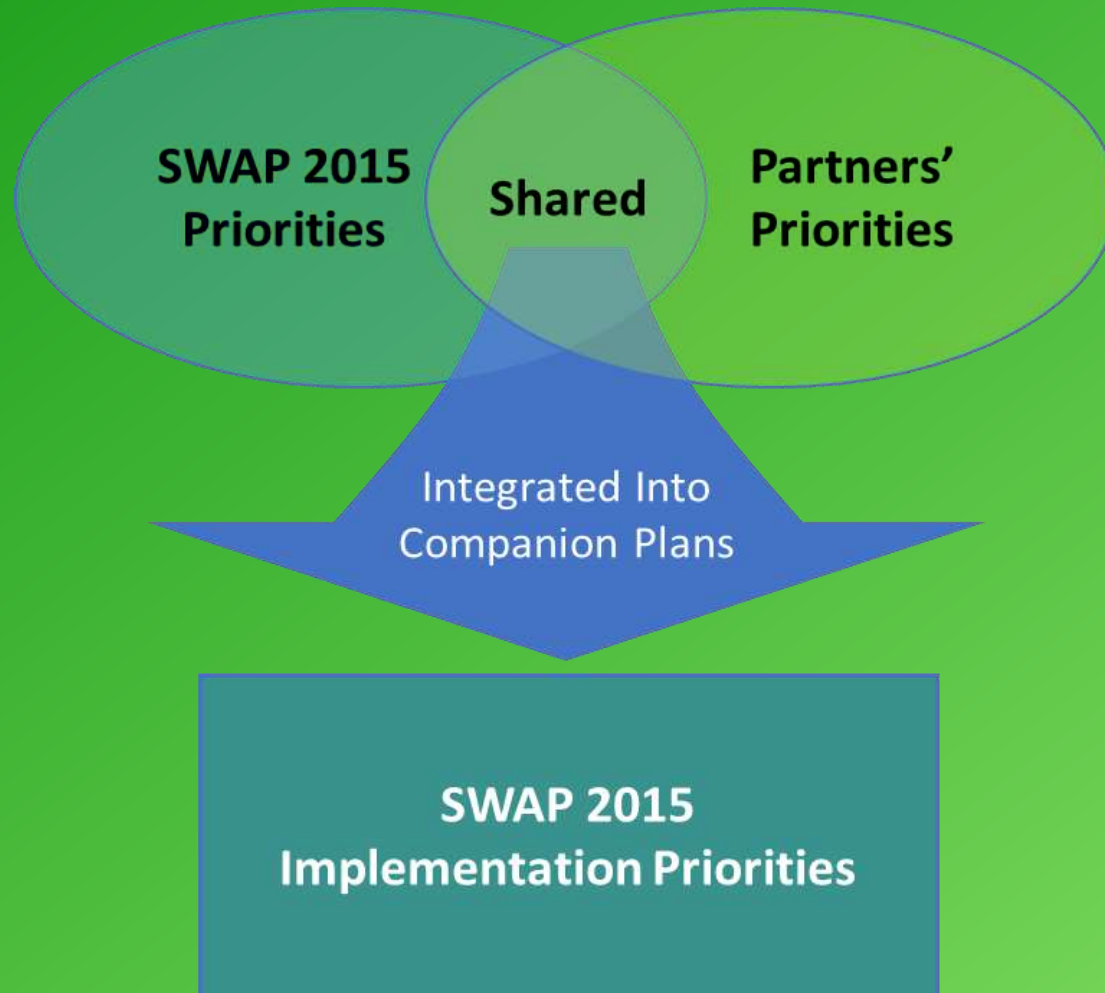 SWAP 2015
Priorities
Shared
Partners’
Priorities
Integrated Into
Companion Plans
SWAP 2015
Implementation Priorities